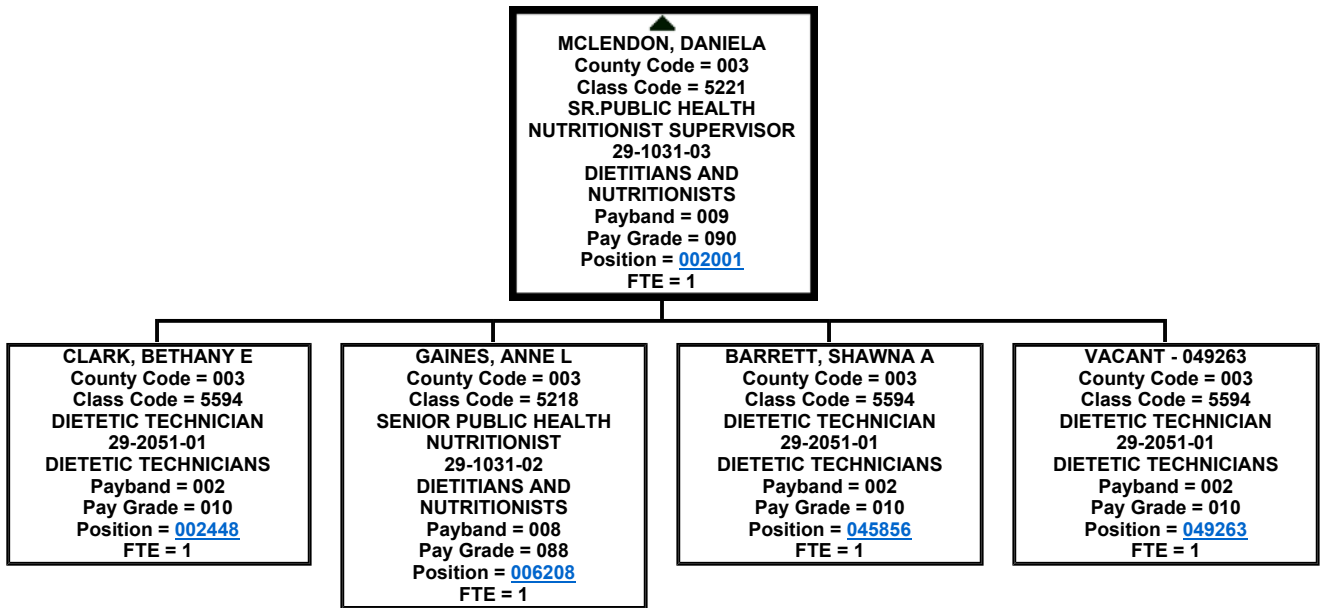 MCLENDON, DANIELA
County Code = 003
Class Code = 5221
SR.PUBLIC HEALTH
NUTRITIONIST SUPERVISOR
29-1031-03
DIETITIANS AND
NUTRITIONISTS
Payband = 009
Pay Grade = 090
Position = 002001
FTE = 1
CLARK, BETHANY E
County Code = 003
Class Code = 5594
DIETETIC TECHNICIAN
29-2051-01
DIETETIC TECHNICIANS
Payband = 002
Pay Grade = 010
Position = 002448
FTE = 1
GAINES, ANNE L
County Code = 003
Class Code = 5218
SENIOR PUBLIC HEALTH
NUTRITIONIST
29-1031-02
DIETITIANS AND
NUTRITIONISTS
Payband = 008
Pay Grade = 088
Position = 006208
FTE = 1
BARRETT, SHAWNA A
County Code = 003
Class Code = 5594
DIETETIC TECHNICIAN
29-2051-01
DIETETIC TECHNICIANS
Payband = 002
Pay Grade = 010
Position = 045856
FTE = 1
VACANT - 049263
County Code = 003
Class Code = 5594
DIETETIC TECHNICIAN
29-2051-01
DIETETIC TECHNICIANS
Payband = 002
Pay Grade = 010
Position = 049263
FTE = 1